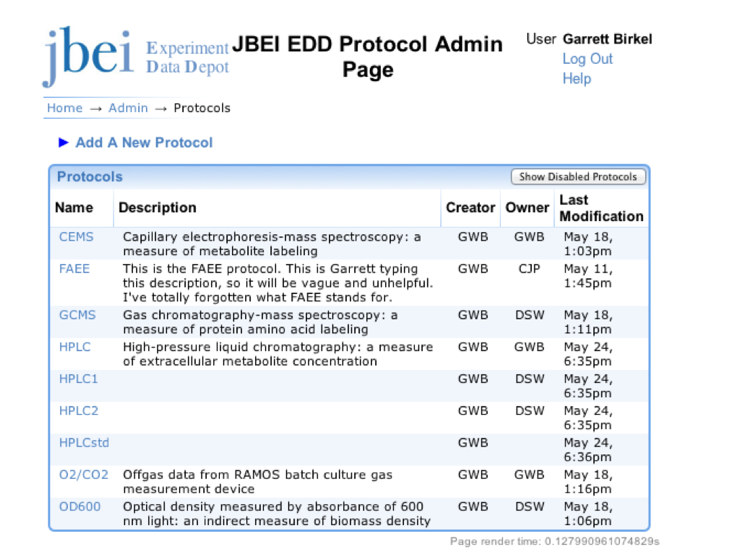 jbei Experiment Data Depot
JBEI EDD Protocol Admin Page
User Garrett Birkel
Log Out
Help
Home → Admin → Protocols
► Add A New Protocol
Protocols
Show Disabled Protocols
Name Description Creator Owner Last Modification
CEMS Capillary electrophoresis-mass spectroscopy: a GWB GWB May 18,
measure of metabolite labeling 1:03pm
FAEE This is the FAEE protocol. This is Garrett typing GWB CJP May 11,
this description, so it will be vague and unhelpful. 1:45pm
I've totally forgotten what FAEE stands for.
GCMS Gas chromatography-mass spectroscopy: a GWB DSW May 18,
measure of protein amino acid labeling 1:11pm
HPLC High-pressure liquid chromatography: a measure GWB GWB May 24,
of extracellular metabolite concentration 6:35pm
HPLC1 GWB DSW May 24,
6:35pm
HPLC2 GWB DSW May 24,
6:35pm
HPLCstd GWB May 24,
6:36pm
O2/CO2 Offgas data from RAMOS batch culture gas GWB GWB May 18,
measurement device 1:16pm
OD600 Optical density measured by absorbance of 600 GWB DSW May 18,
nm light: an indirect measure of biomass density 1:06pm
Page render time: 0.127990961074829s